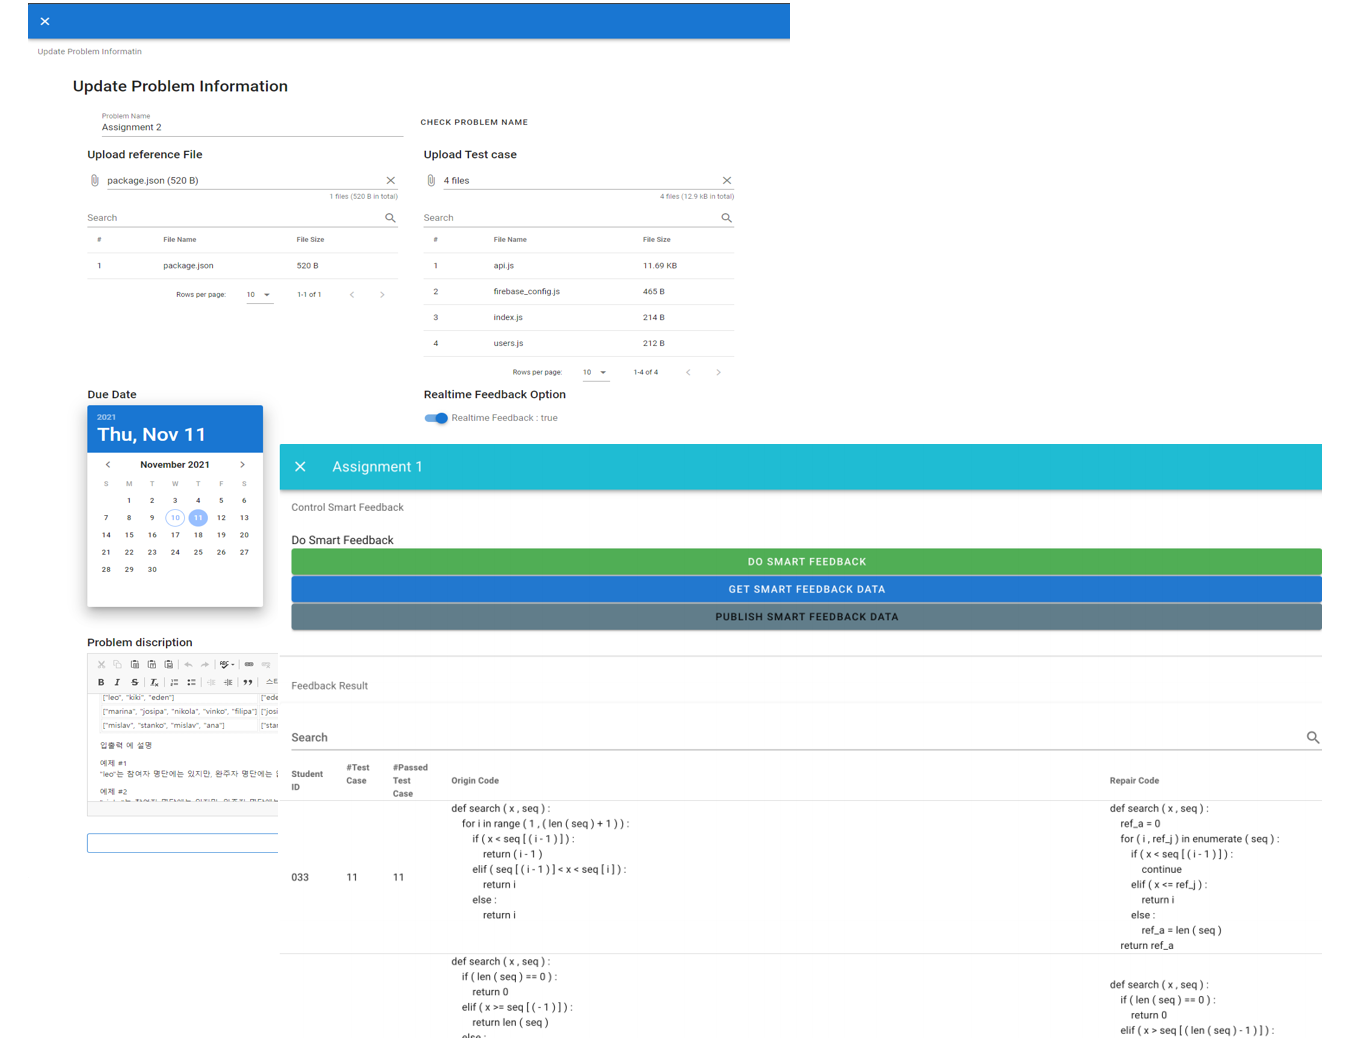 Update Problem Informatin
Update Problem Information
Problem Name
Assignment 2
CHECK PROBLEM NAME
Upload reference File
package.json (520 B)
1 files (520 B in total)
Search
# File Name File Size
1 package.json 520 B
Rows per page: 10 1-1 of 1
Upload Test case
4 files
4 files (12.9 kB in total)
Search
# File Name File Size
1 api.js 11.69 KB
2 firebase_config.js 465 B
3 index.js 214 B
4 users.js 212 B
Rows per page: 10 1-4 of 4
Due Date
2021
Thu, Nov 11
November 2021
S M T W T F S
1 2 3 4 5 6
7 8 9 10 11 12 13
14 15 16 17 18 19 20
21 22 23 24 25 26 27
28 29 30
Realtime Feedback Option
Realtime Feedback : true
Problem discription
B I S Tx
["leo", "kiki", "eden"]
["marina", "josipa", "nikola", "vinko", "filipa"]
["mislav", "stanko", "mislav", "ana"]
입출력 예 설명
예제 #1
"leo"는 참여자 명단에는 있지만, 완주자 명단에는
예제 #2
Assignment 1
Control Smart Feedback
Do Smart Feedback
DO SMART FEEDBACK
GET SMART FEEDBACK DATA
PUBLISH SMART FEEDBACK DATA
Feedback Result
Search
Student ID #Test Case #Passed Test Case Origin Code Repair Code
033 11 11
def search ( x , seq ) :
for i in range ( 1 , ( len ( seq ) + 1 ) ) :
if ( x < seq [ ( i - 1 ) ] ) :
return ( i - 1 )
elif ( seq [ ( i - 1 ) ] < x < seq [ i ] ) :
return i
else :
return i
def search ( x , seq ) :
ref_a = 0
for ( i , ref_j ) in enumerate ( seq ) :
if ( x < seq [ ( i - 1 ) ] ) :
continue
elif ( x <= ref_j ) :
return i
else :
ref_a = len ( seq )
return ref_a
def search ( x , seq ) :
if ( len ( seq ) == 0 ) :
return 0
elif ( x >= seq [ ( - 1 ) ] ) :
return len ( seq )
else :
def search ( x , seq ) :
if ( len ( seq ) == 0 ) :
return 0
elif ( x > seq [ ( len ( seq ) - 1 ) ] ) :